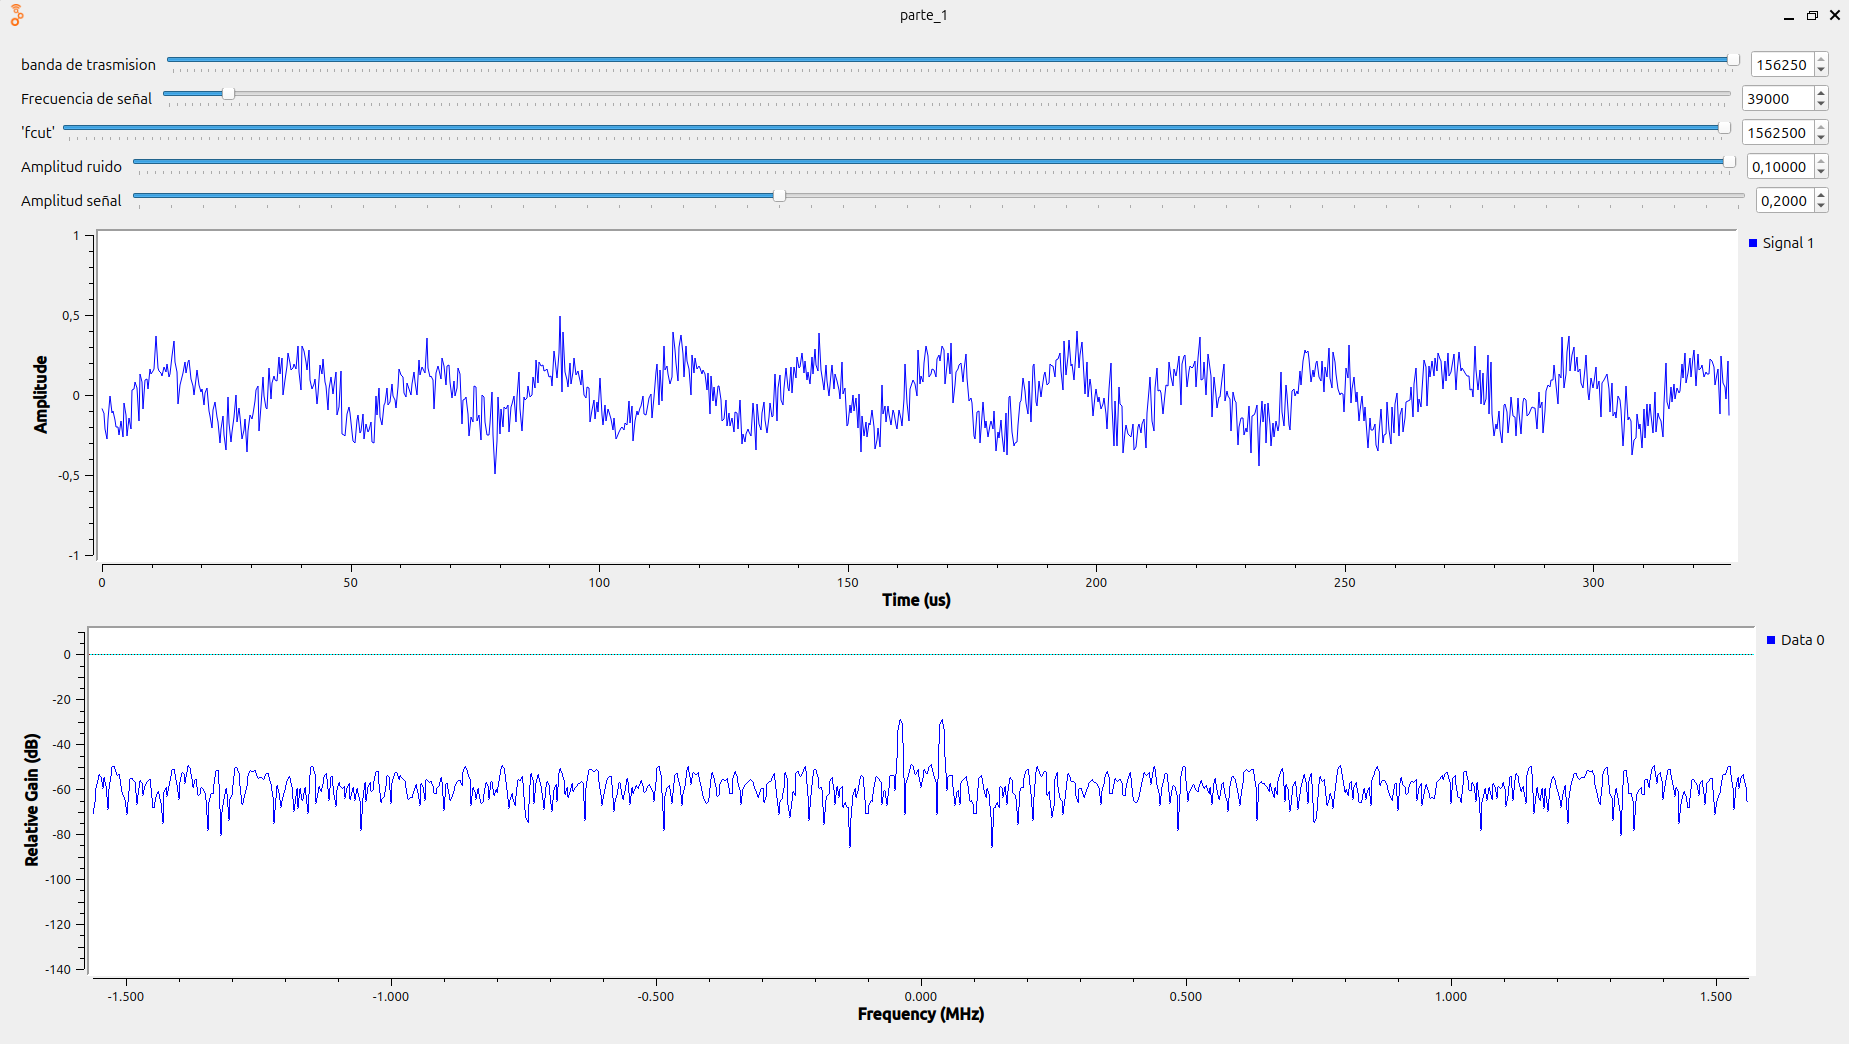 parte_1
banda de trasmision 156250
Frecuencia de señal 39000
'fcut' 1562500
Amplitud ruido 0,10000
Amplitud señal 0,2000
Signal 1
1
0,5
0
-0,5
-1
Amplitude
0 50 100 150 200 250 300
Time (us)
Data 0
0
-20
-40
-60
-80
-100
-120
-140
Relative Gain (dB)
-1.500 -1.000 -0.500 0.000 0.500 1.000 1.500
Frequency (MHz)